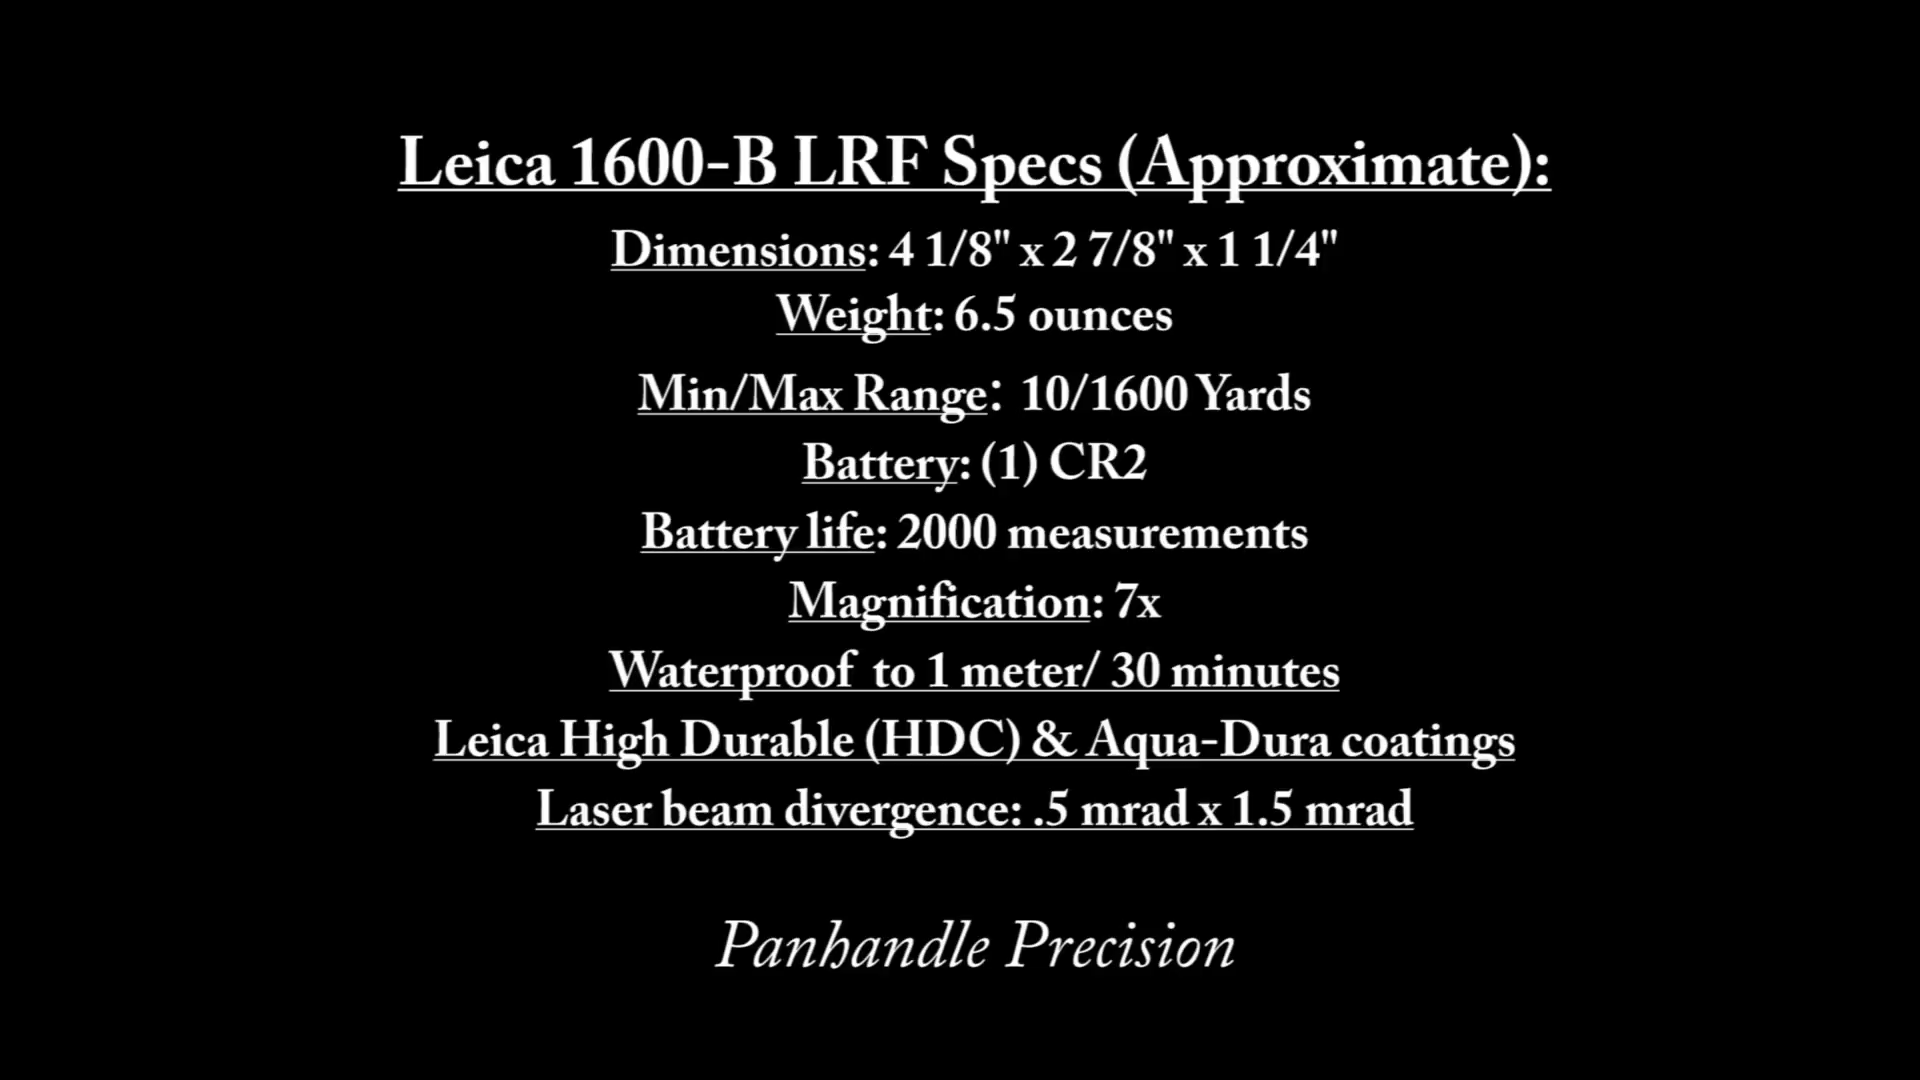 Leica 1600-B LRF Specs (Approximate):
Dimensions: 4 1/8" x 2 7/8" x 1 1/4"
Weight: 6.5 ounces
Min/Max Range: 10/1600 Yards
Battery: (1) CR2
Battery life: 2000 measurements
Magnification: 7x
Waterproof to 1 meter/ 30 minutes
Leica High Durable (HDC) & Aqua-Dura coatings
Laser beam divergence: .5 mrad x 1.5 mrad
Panhandle Precision